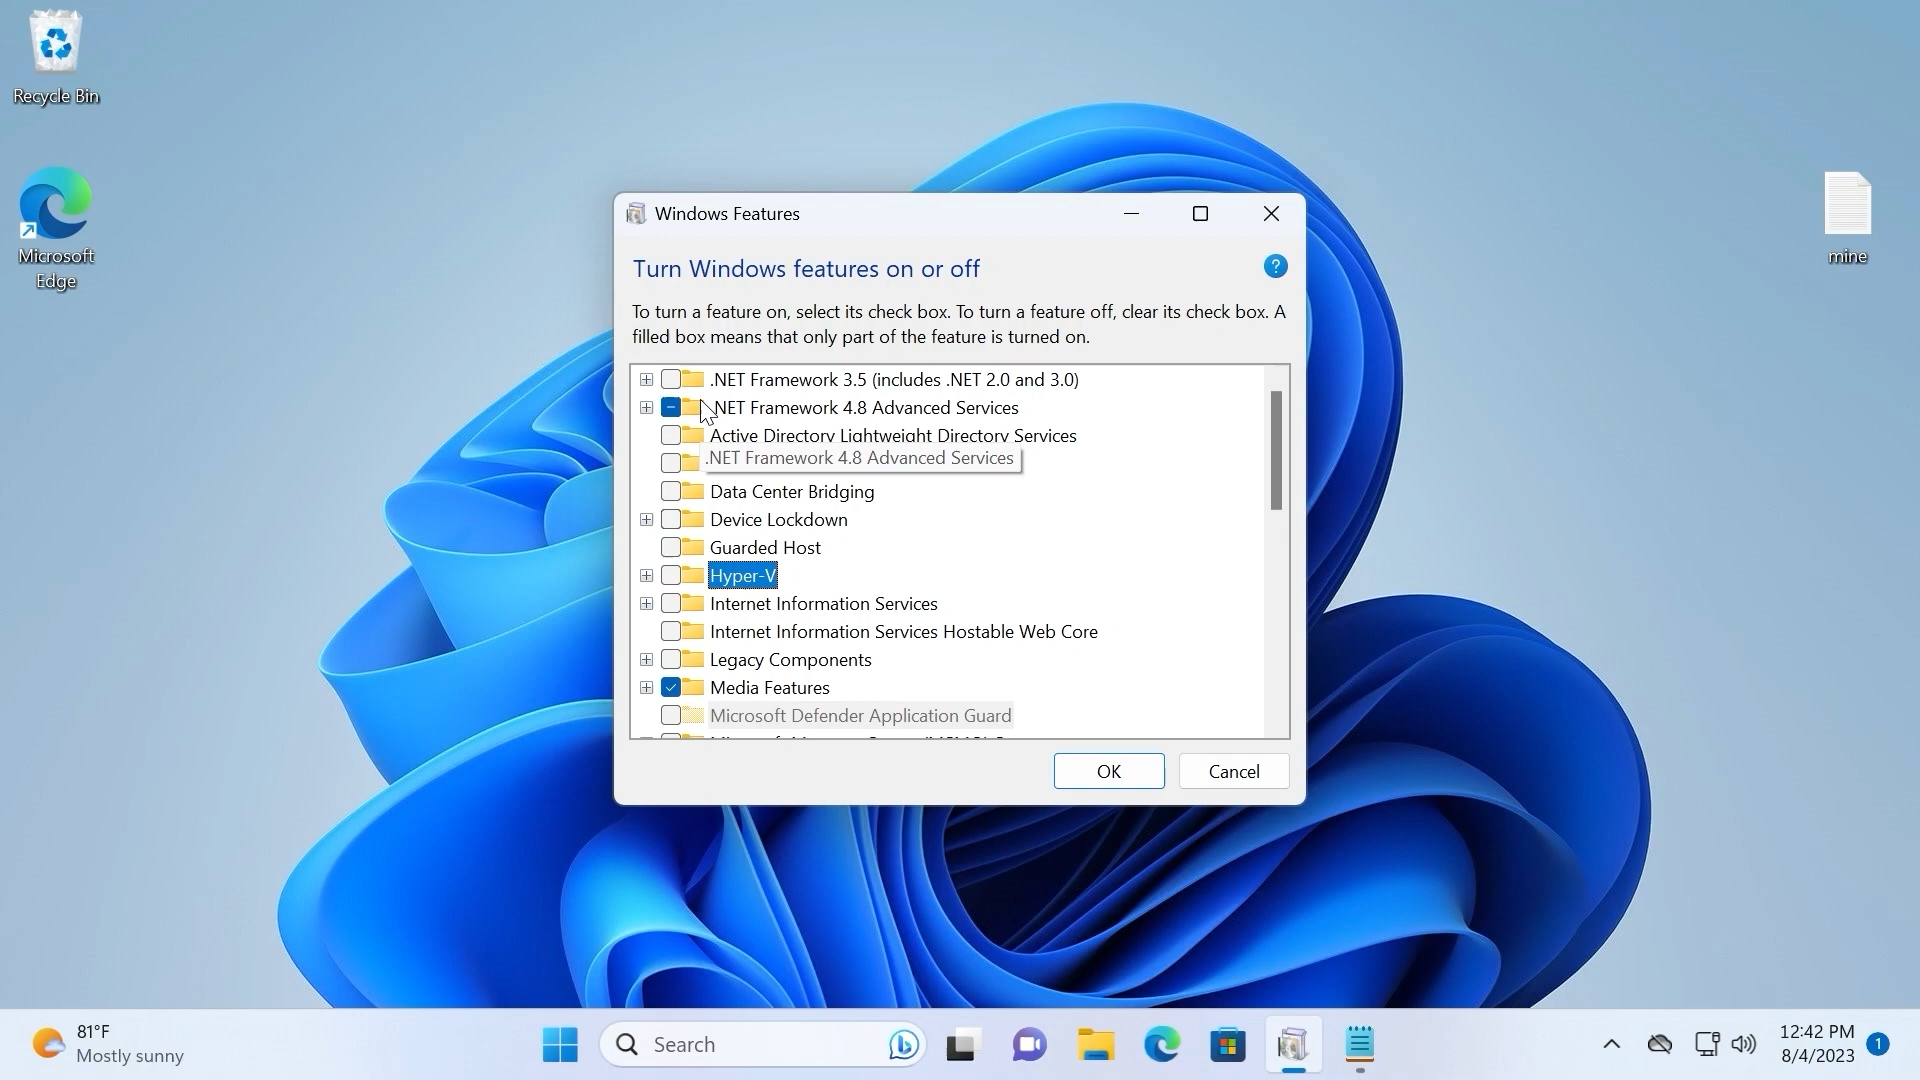 Recycle Bin
Microsoft
Edge
mine
Windows Features
Turn Windows features on or off
?
To turn a feature on, select its check box. To turn a feature off, clear its check box. A
filled box means that only part of the feature is turned on.
.NET Framework 3.5 (includes .NET 2.0 and 3.0)
.NET Framework 4.8 Advanced Services
Active Directory Lightweight Directory Services
.NET Framework 4.8 Advanced Services
Data Center Bridging
Device Lockdown
Guarded Host
Hyper-V
Internet Information Services
Internet Information Services Hostable Web Core
Legacy Components
Media Features
Microsoft Defender Application Guard
OK
Cancel
81°F
Mostly sunny
Search
12:42 PM
8/4/2023
1